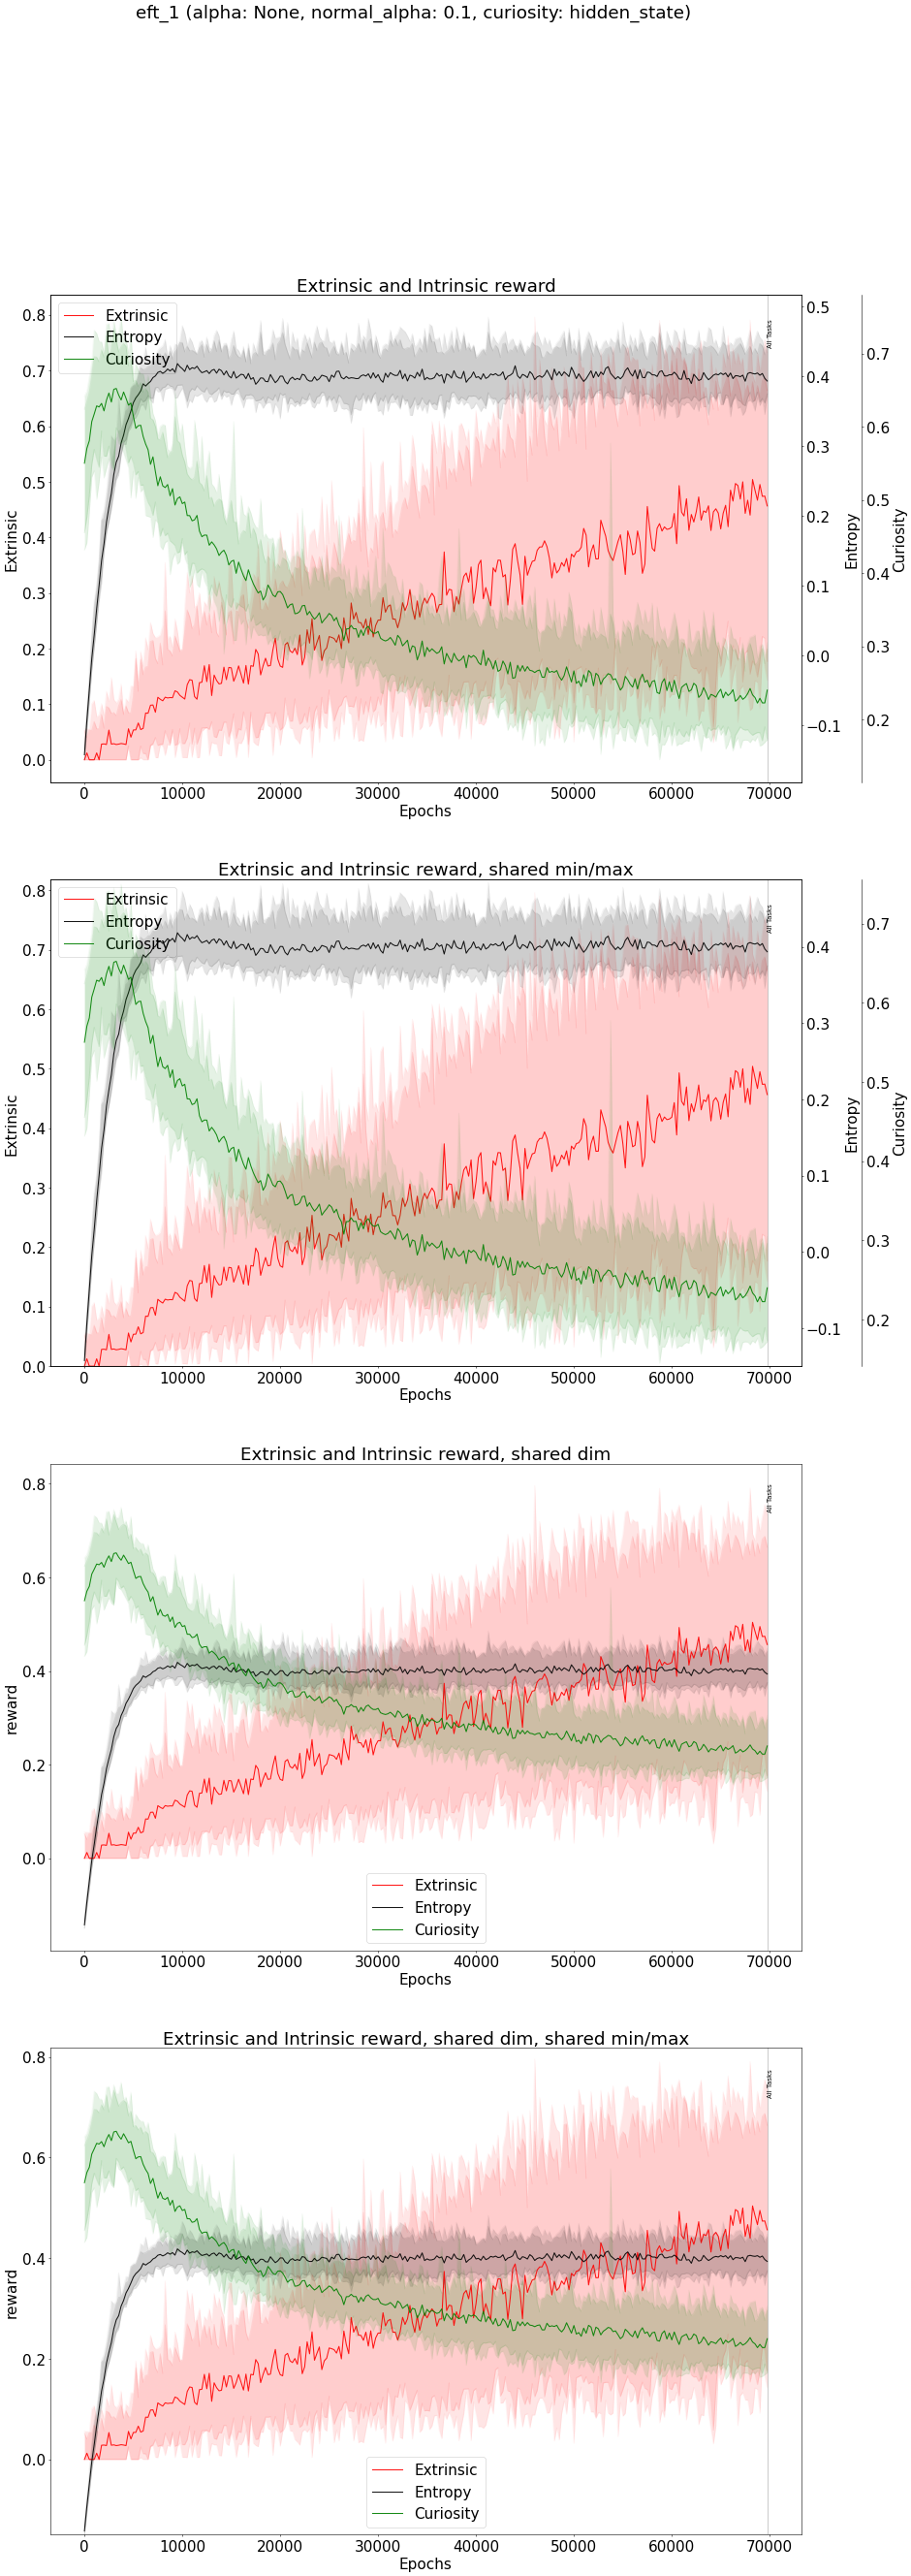 eft_1 (alpha: None, normal_alpha: 0.1, curiosity: hidden_state)
Extrinsic and Intrinsic reward
Extrinsic
Entropy
Curiosity
All Tasks
0.8
0.7
0.6
0.5
0.4
0.3
0.2
0.1
0.0
Extrinsic
0.5
0.4
0.3
0.2
0.1
0.0
−0.1
Entropy
0.7
0.6
0.5
0.4
0.3
0.2
Curiosity
0 10000 20000 30000 40000 50000 60000 70000
Epochs
Extrinsic and Intrinsic reward, shared min/max
Extrinsic
Entropy
Curiosity
All Tasks
0.8
0.7
0.6
0.5
0.4
0.3
0.2
0.1
0.0
Extrinsic
0.4
0.3
0.2
0.1
0.0
−0.1
Entropy
0.7
0.6
0.5
0.4
0.3
0.2
Curiosity
0 10000 20000 30000 40000 50000 60000 70000
Epochs
Extrinsic and Intrinsic reward, shared dim
All Tasks
0.8
0.6
0.4
0.2
0.0
reward
Extrinsic
Entropy
Curiosity
0 10000 20000 30000 40000 50000 60000 70000
Epochs
Extrinsic and Intrinsic reward, shared dim, shared min/max
All Tasks
0.8
0.6
0.4
0.2
0.0
reward
Extrinsic
Entropy
Curiosity
0 10000 20000 30000 40000 50000 60000 70000
Epochs